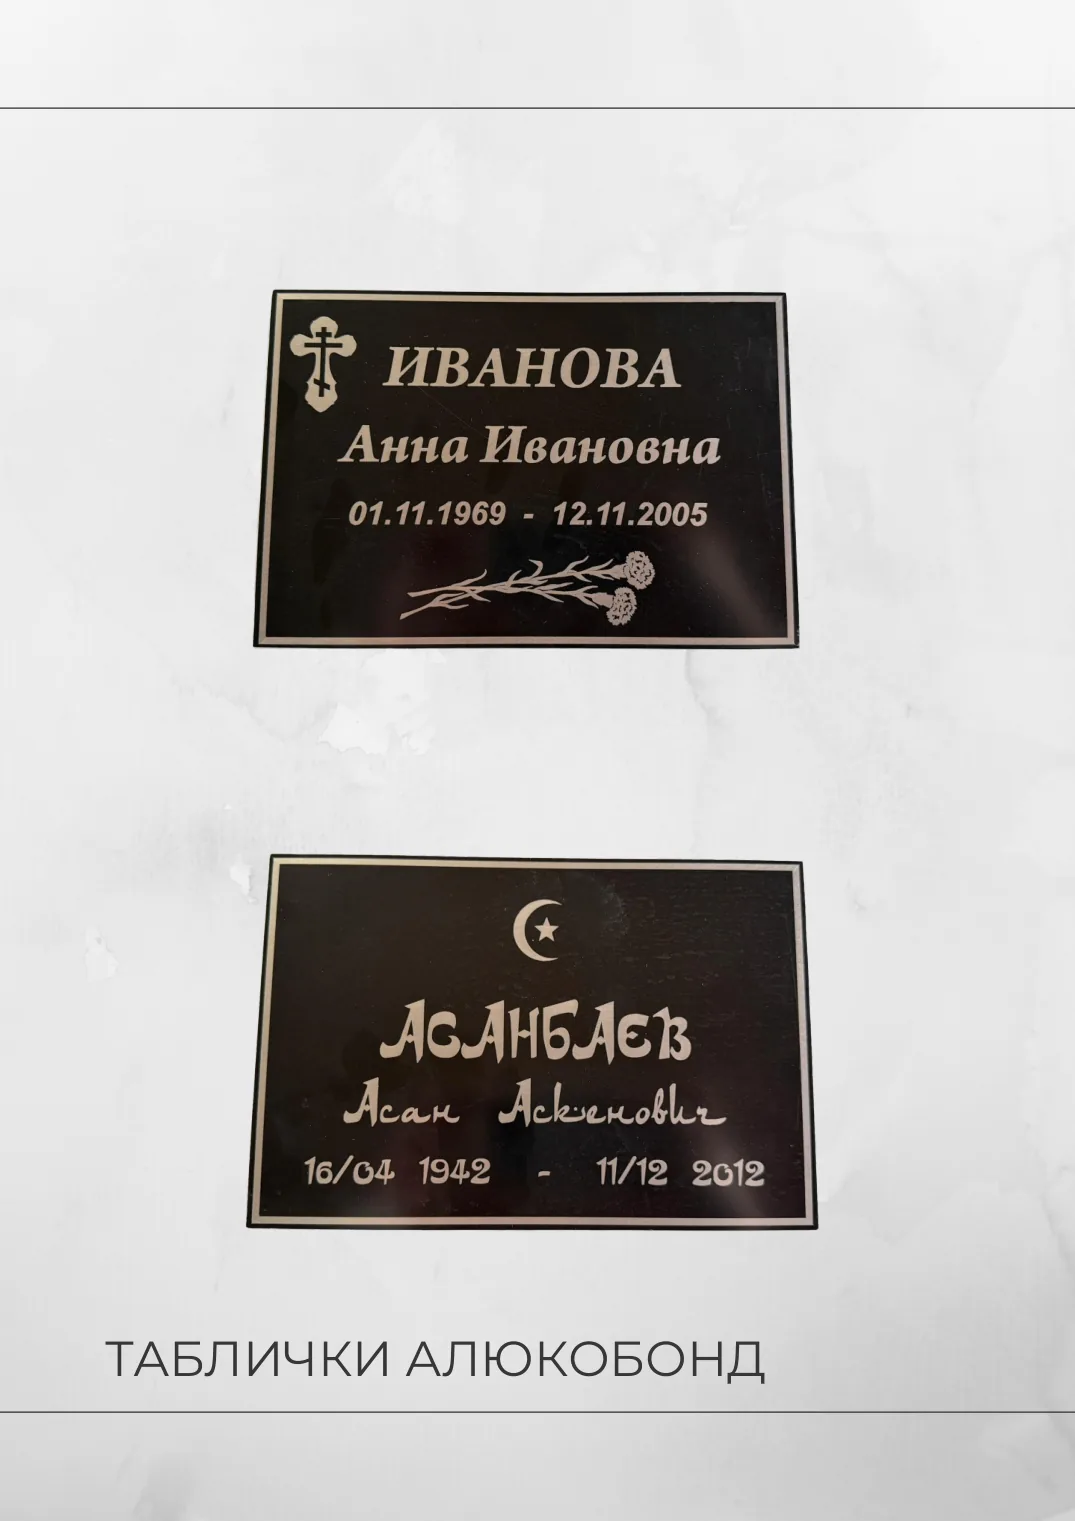 ИВАНОВА
Анна Ивановна
01.11.1969 - 12.11.2005
АСАНБАЕВ
Асан Аскенович
16/04 1942 - 11/12 2012
ТАБЛИЧКИ АЛЮКОБОНД